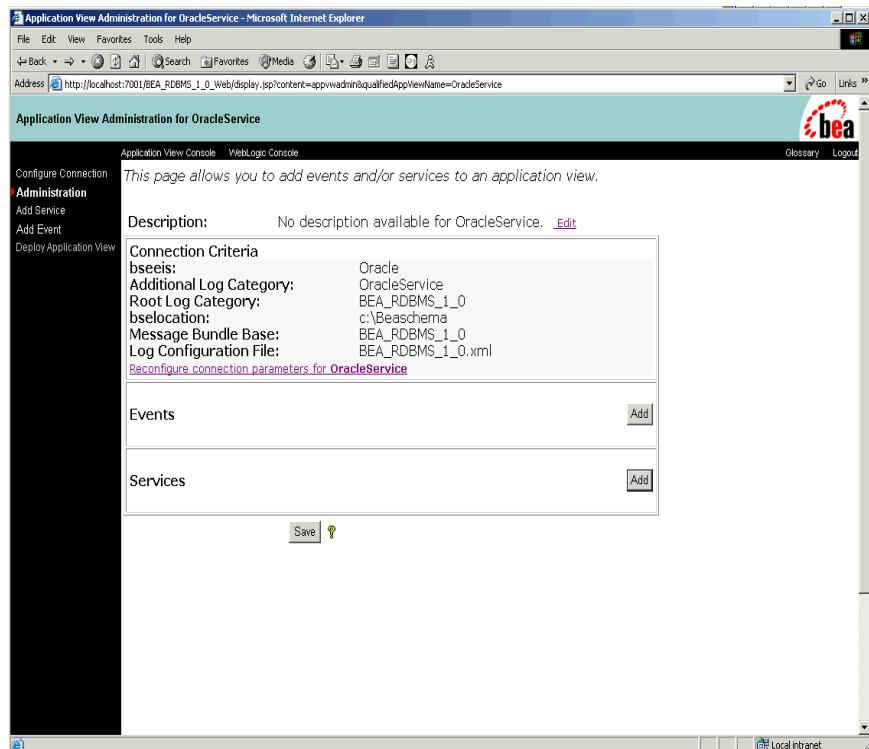 Application View Administration for OracleService - Microsoft Internet Explorer
File Edit View Favorites Tools Help
Back Search Favorites Media
Address http://localhost:7001/BEA_RDBMS_1_0_Web/display.jsp?content=appvwadmin&qualifiedAppViewName=OracleService Go Links »
Application View Administration for OracleService
bea
Application View Console WebLogic Console Glossary Logout
Configure Connection
Administration
Add Service
Add Event
Deploy Application View
This page allows you to add events and/or services to an application view.
Description: No description available for OracleService. Edit
Connection Criteria
bseeis: Oracle
Additional Log Category: OracleService
Root Log Category: BEA_RDBMS_1_0
bselocation: c:\Beaschema
Message Bundle Base: BEA_RDBMS_1_0
Log Configuration File: BEA_RDBMS_1_0.xml
Reconfigure connection parameters for OracleService
Events Add
Services Add
Save ?
Local intranet